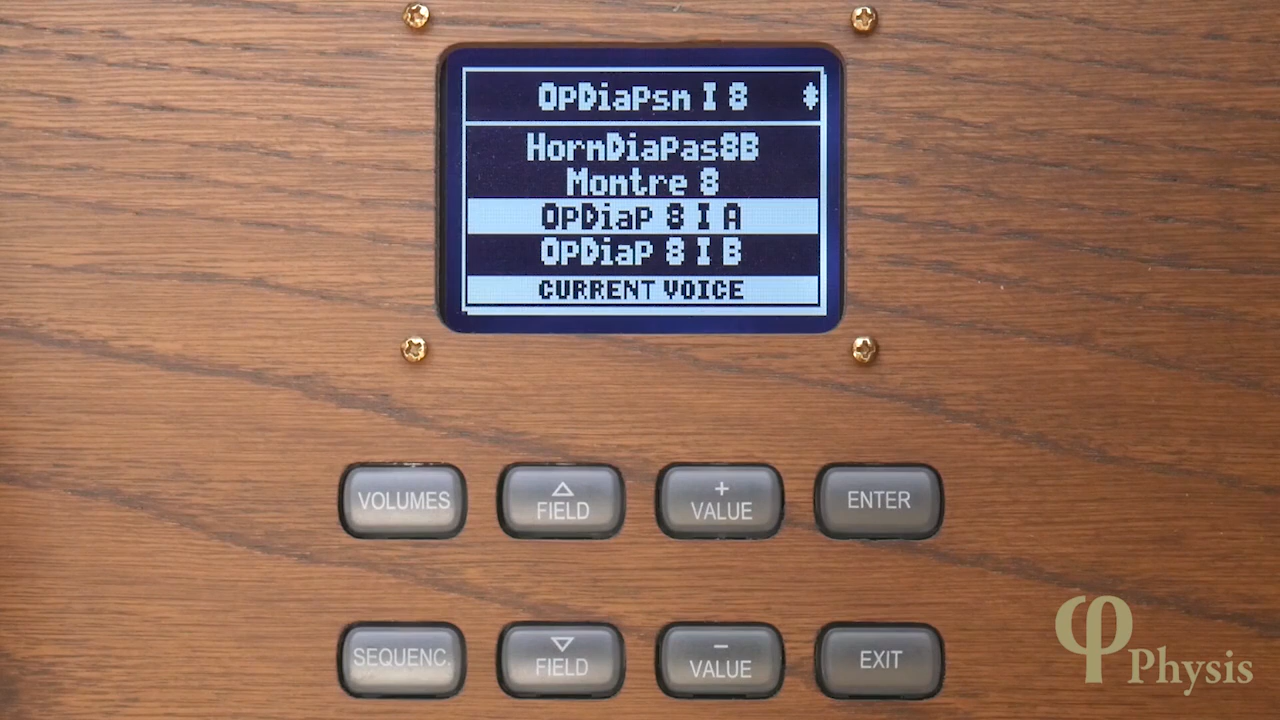 OpDiaPsn I 8
HornDiaPas8B
Montre 8
OpDiaP 8 I A
OpDiaP 8 I B
CURRENT VOICE
VOLUMES
△
FIELD
+
VALUE
ENTER
SEQUENC.
▽
FIELD
−
VALUE
EXIT
φ Physis